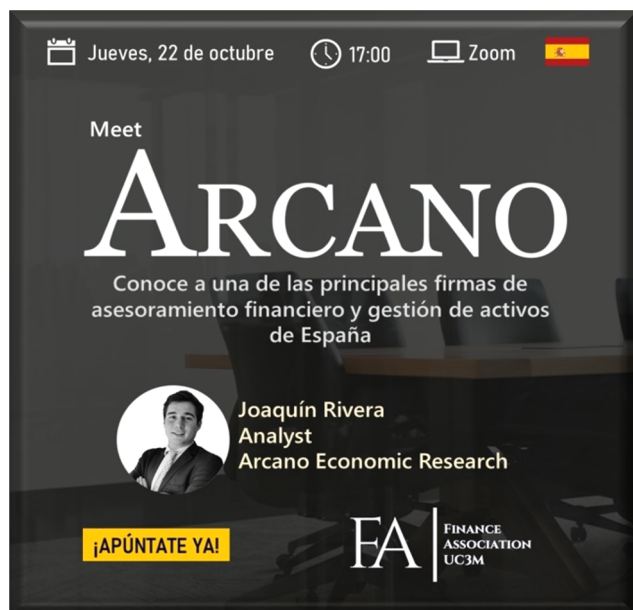 Jueves, 22 de octubre
17:00
Zoom
Meet
ARCANO
Conoce a una de las principales firmas de
asesoramiento financiero y gestión de activos
de España
Joaquín Rivera
Analyst
Arcano Economic Research
¡APÚNTATE YA!
FA
FINANCE
ASSOCIATION
UC3M